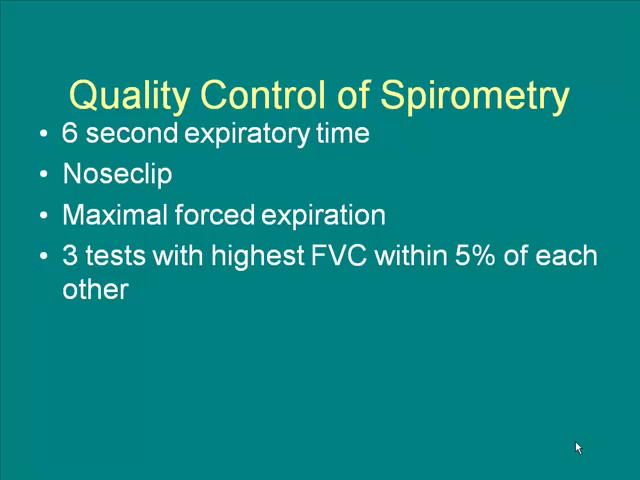 Quality Control of Spirometry
• 6 second expiratory time
• Noseclip
• Maximal forced expiration
• 3 tests with highest FVC within 5% of each
other